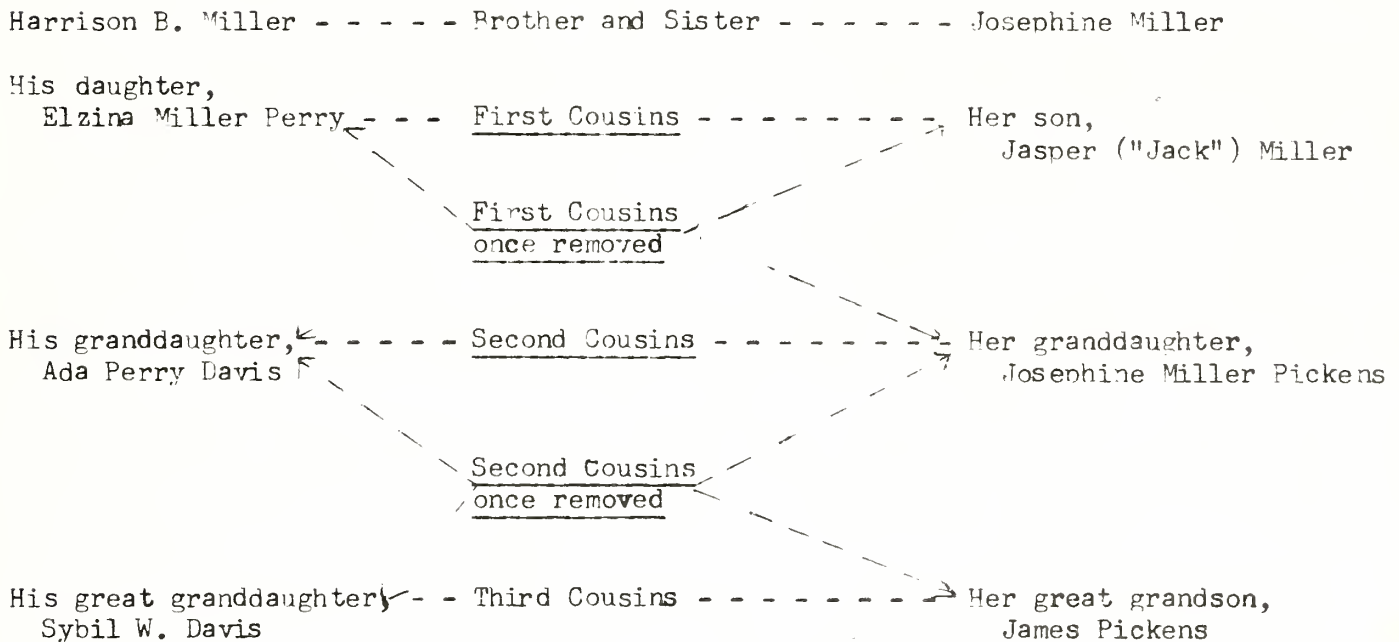 Harrison B. Miller - - - - - Brother and Sister - - - - - - Josephine Miller
His daughter,
Elzina Miller Perry - - - First Cousins - - - - - - - - - Her son,
Jasper ("Jack") Miller
First Cousins
once removed
His granddaughter, - - - - - Second Cousins - - - - - - - - - Her granddaughter,
Ada Perry Davis Josephine Miller Pickens
Second Cousins
once removed
His great granddaughter, - - Third Cousins - - - - - - - - - Her great grandson,
Sybil W. Davis James Pickens